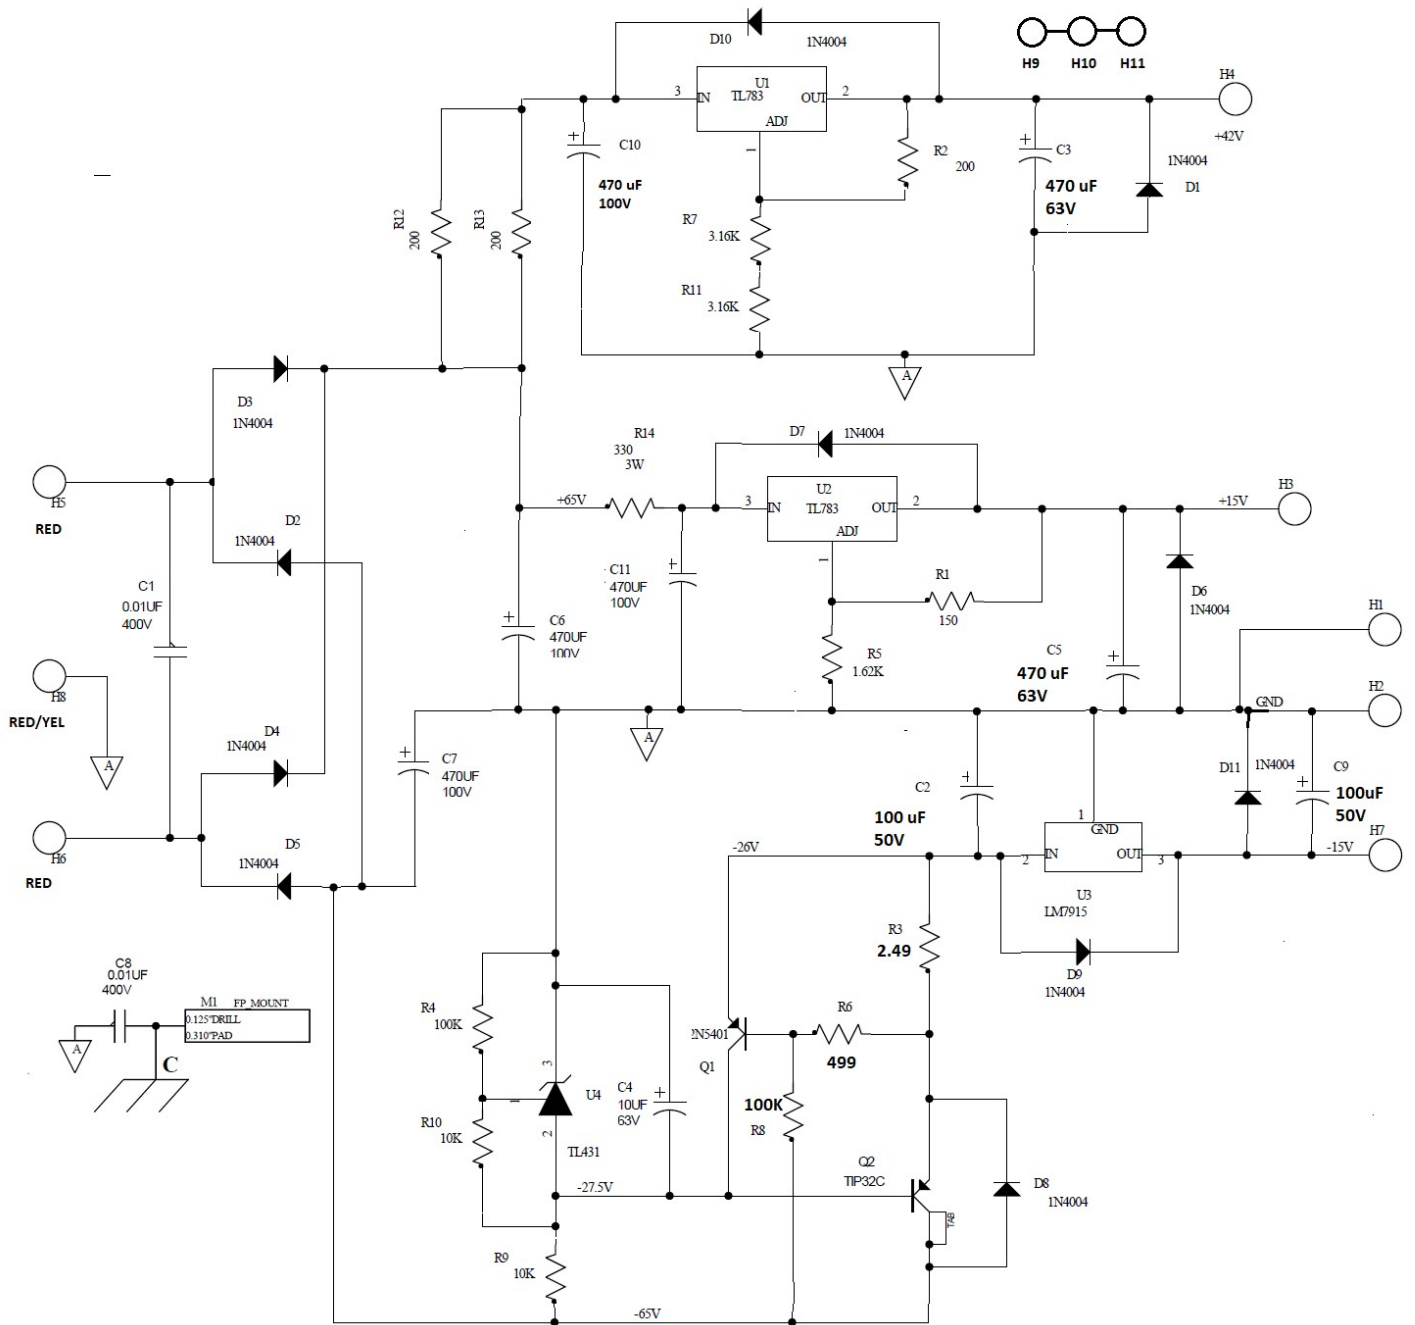 D10
1N4004
H9
H10
H11
3
IN
U1
TL783
OUT
2
ADJ
1
H4
+42V
C10
470 uF
100V
R2
200
C3
470 uF
63V
1N4004
D1
R12
200
R13
200
R7
3.16K
R11
3.16K
A
D3
1N4004
H5
RED
D2
1N4004
C1
0.01UF
400V
H8
RED/YEL
A
D4
1N4004
H6
RED
D5
1N4004
R14
330
3W
+65V
D7
1N4004
3
IN
U2
TL783
OUT
2
ADJ
1
+15V
H3
C11
470UF
100V
R1
150
R5
1.62K
C6
470UF
100V
D6
1N4004
C5
470 uF
63V
H1
H2
GND
A
C7
470UF
100V
C2
100 uF
50V
D11
1N4004
C9
100uF
50V
-26V
1
GND
2
IN
OUT
3
-15V
H7
U3
LM7915
D9
1N4004
R3
2.49
C8
0.01UF
400V
M1
FP_MOUNT
0.125"DRILL
0.310"PAD
A
C
R4
100K
R10
10K
3
1
2
U4
TL431
C4
10UF
63V
2N5401
Q1
R6
499
100K
R8
Q2
TIP32C
TAB
D8
1N4004
-27.5V
R9
10K
-65V